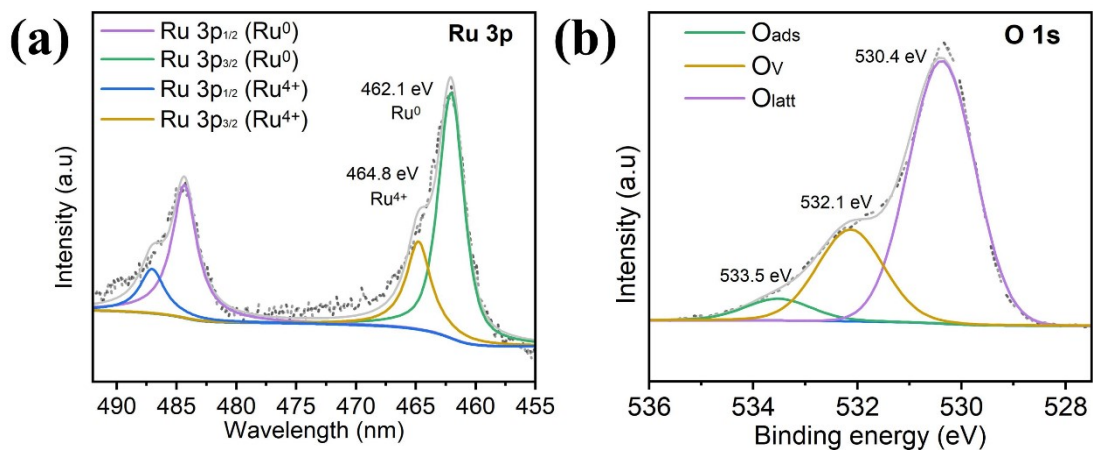 (a)
Ru 3p₁/₂ (Ru⁰)
Ru 3p₃/₂ (Ru⁰)
Ru 3p₁/₂ (Ru⁴⁺)
Ru 3p₃/₂ (Ru⁴⁺)
Ru 3p
462.1 eV
Ru⁰
464.8 eV
Ru⁴⁺
Intensity (a.u)
490 485 480 475 470 465 460 455
Wavelength (nm)
(b)
Oads
Oᵥ
Olatt
O 1s
530.4 eV
532.1 eV
533.5 eV
Intensity (a.u)
536 534 532 530 528
Binding energy (eV)